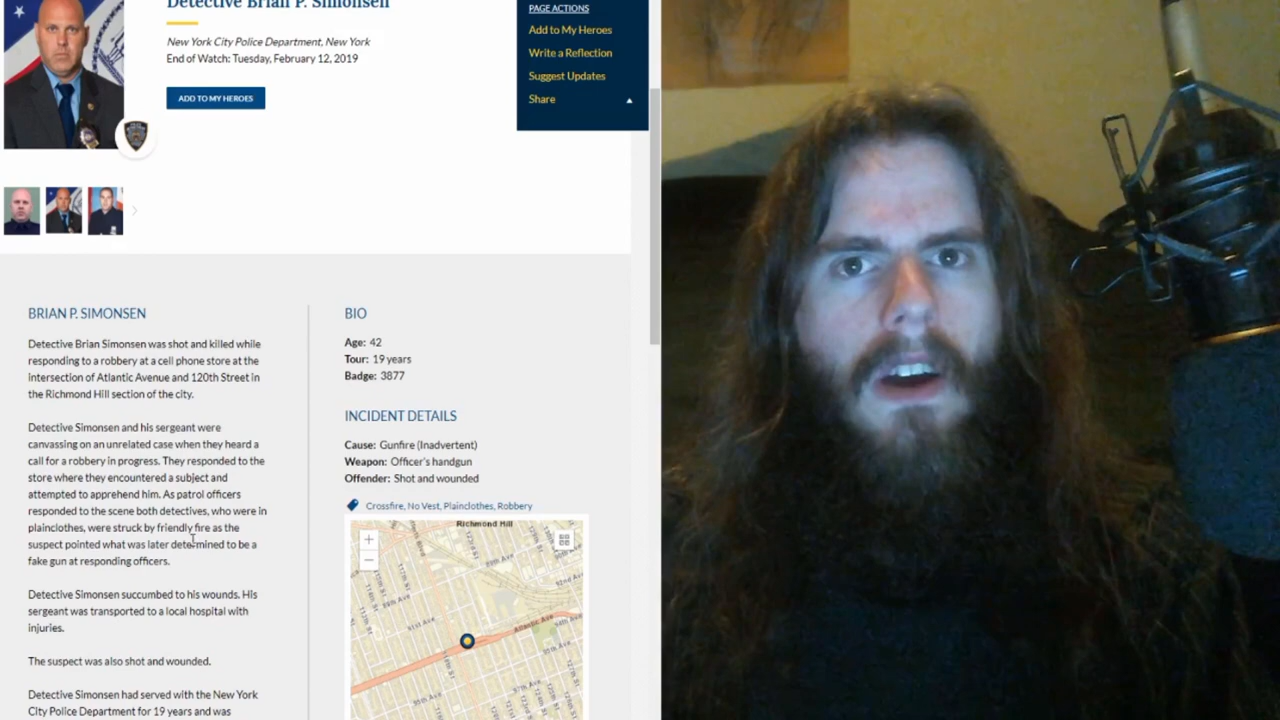 Detective Brian P. Simonsen
New York City Police Department, New York
End of Watch: Tuesday, February 12, 2019
ADD TO MY HEROES
PAGE ACTIONS
Add to My Heroes
Write a Reflection
Suggest Updates
Share
BRIAN P. SIMONSEN
Detective Brian Simonsen was shot and killed while
responding to a robbery at a cell phone store at the
intersection of Atlantic Avenue and 120th Street in
the Richmond Hill section of the city.
Detective Simonsen and his sergeant were
canvassing on an unrelated case when they heard a
call for a robbery in progress. They responded to the
store where they encountered a subject and
attempted to apprehend him. As patrol officers
responded to the scene both detectives, who were in
plainclothes, were struck by friendly fire as the
suspect pointed what was later determined to be a
fake gun at responding officers.
Detective Simonsen succumbed to his wounds. His
sergeant was transported to a local hospital with
injuries.
The suspect was also shot and wounded.
Detective Simonsen had served with the New York
City Police Department for 19 years and was
BIO
Age: 42
Tour: 19 years
Badge: 3877
INCIDENT DETAILS
Cause: Gunfire (Inadvertent)
Weapon: Officer's handgun
Offender: Shot and wounded
Crossfire, No Vest, Plainclothes, Robbery
Richmond Hill
91st Ave
Atlantic Ave
95th Ave
97th Ave